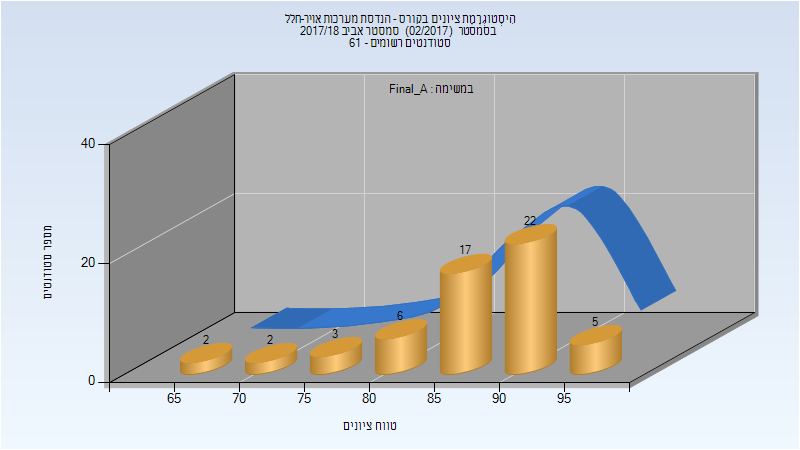 היסטוגרמת ציונים בקורס - הנדסת מערכות אויר-חלל
בסמסטר (02/2017) סמסטר אביב 2017/18
סטודנטים רשומים - 61
במשימה : Final_A
מספר סטודנטים
40
20
0
2
2
3
6
17
22
5
65
70
75
80
85
90
95
טווח ציונים